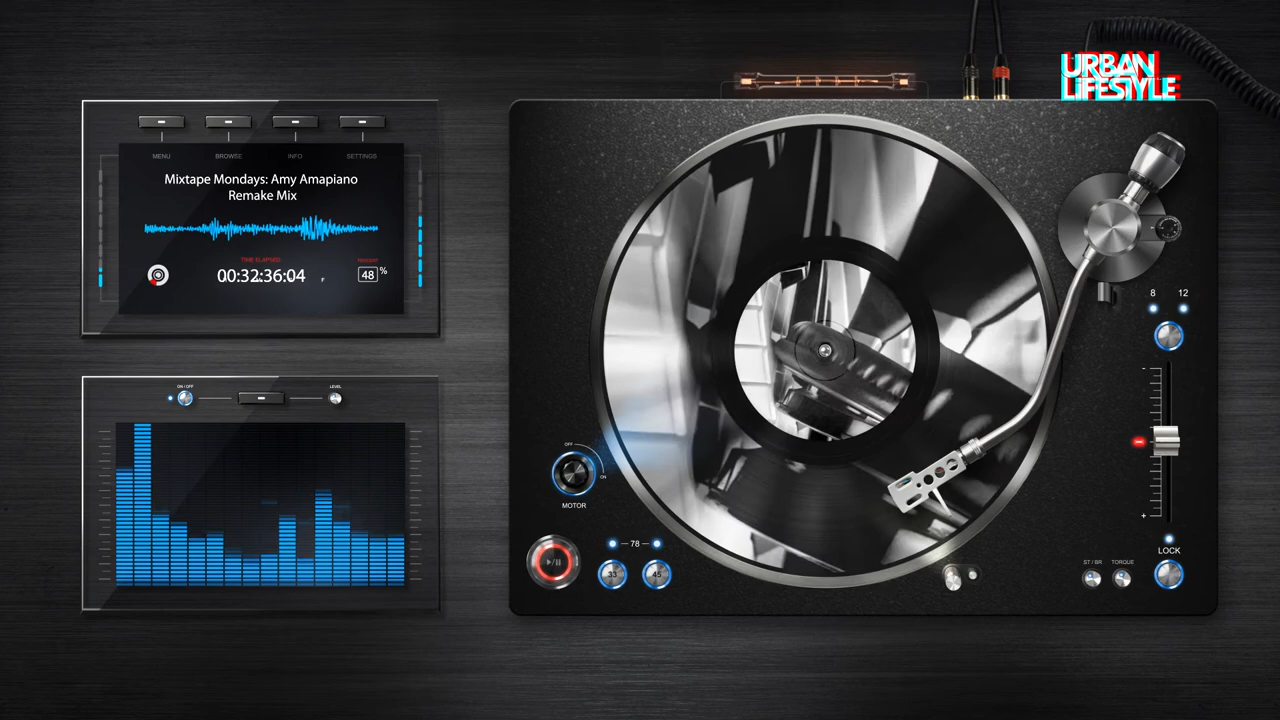 URBAN
LiFESTYLE
MENU BROWSE INFO SETTINGS
Mixtape Mondays: Amy Amapiano
Remake Mix
TIME ELAPSED
00:32:36:04 F
48 %
ON / OFF LEVEL
8 12
- 
+
OFF
ON
MOTOR
78
33 45
LOCK
ST / BR TORQUE